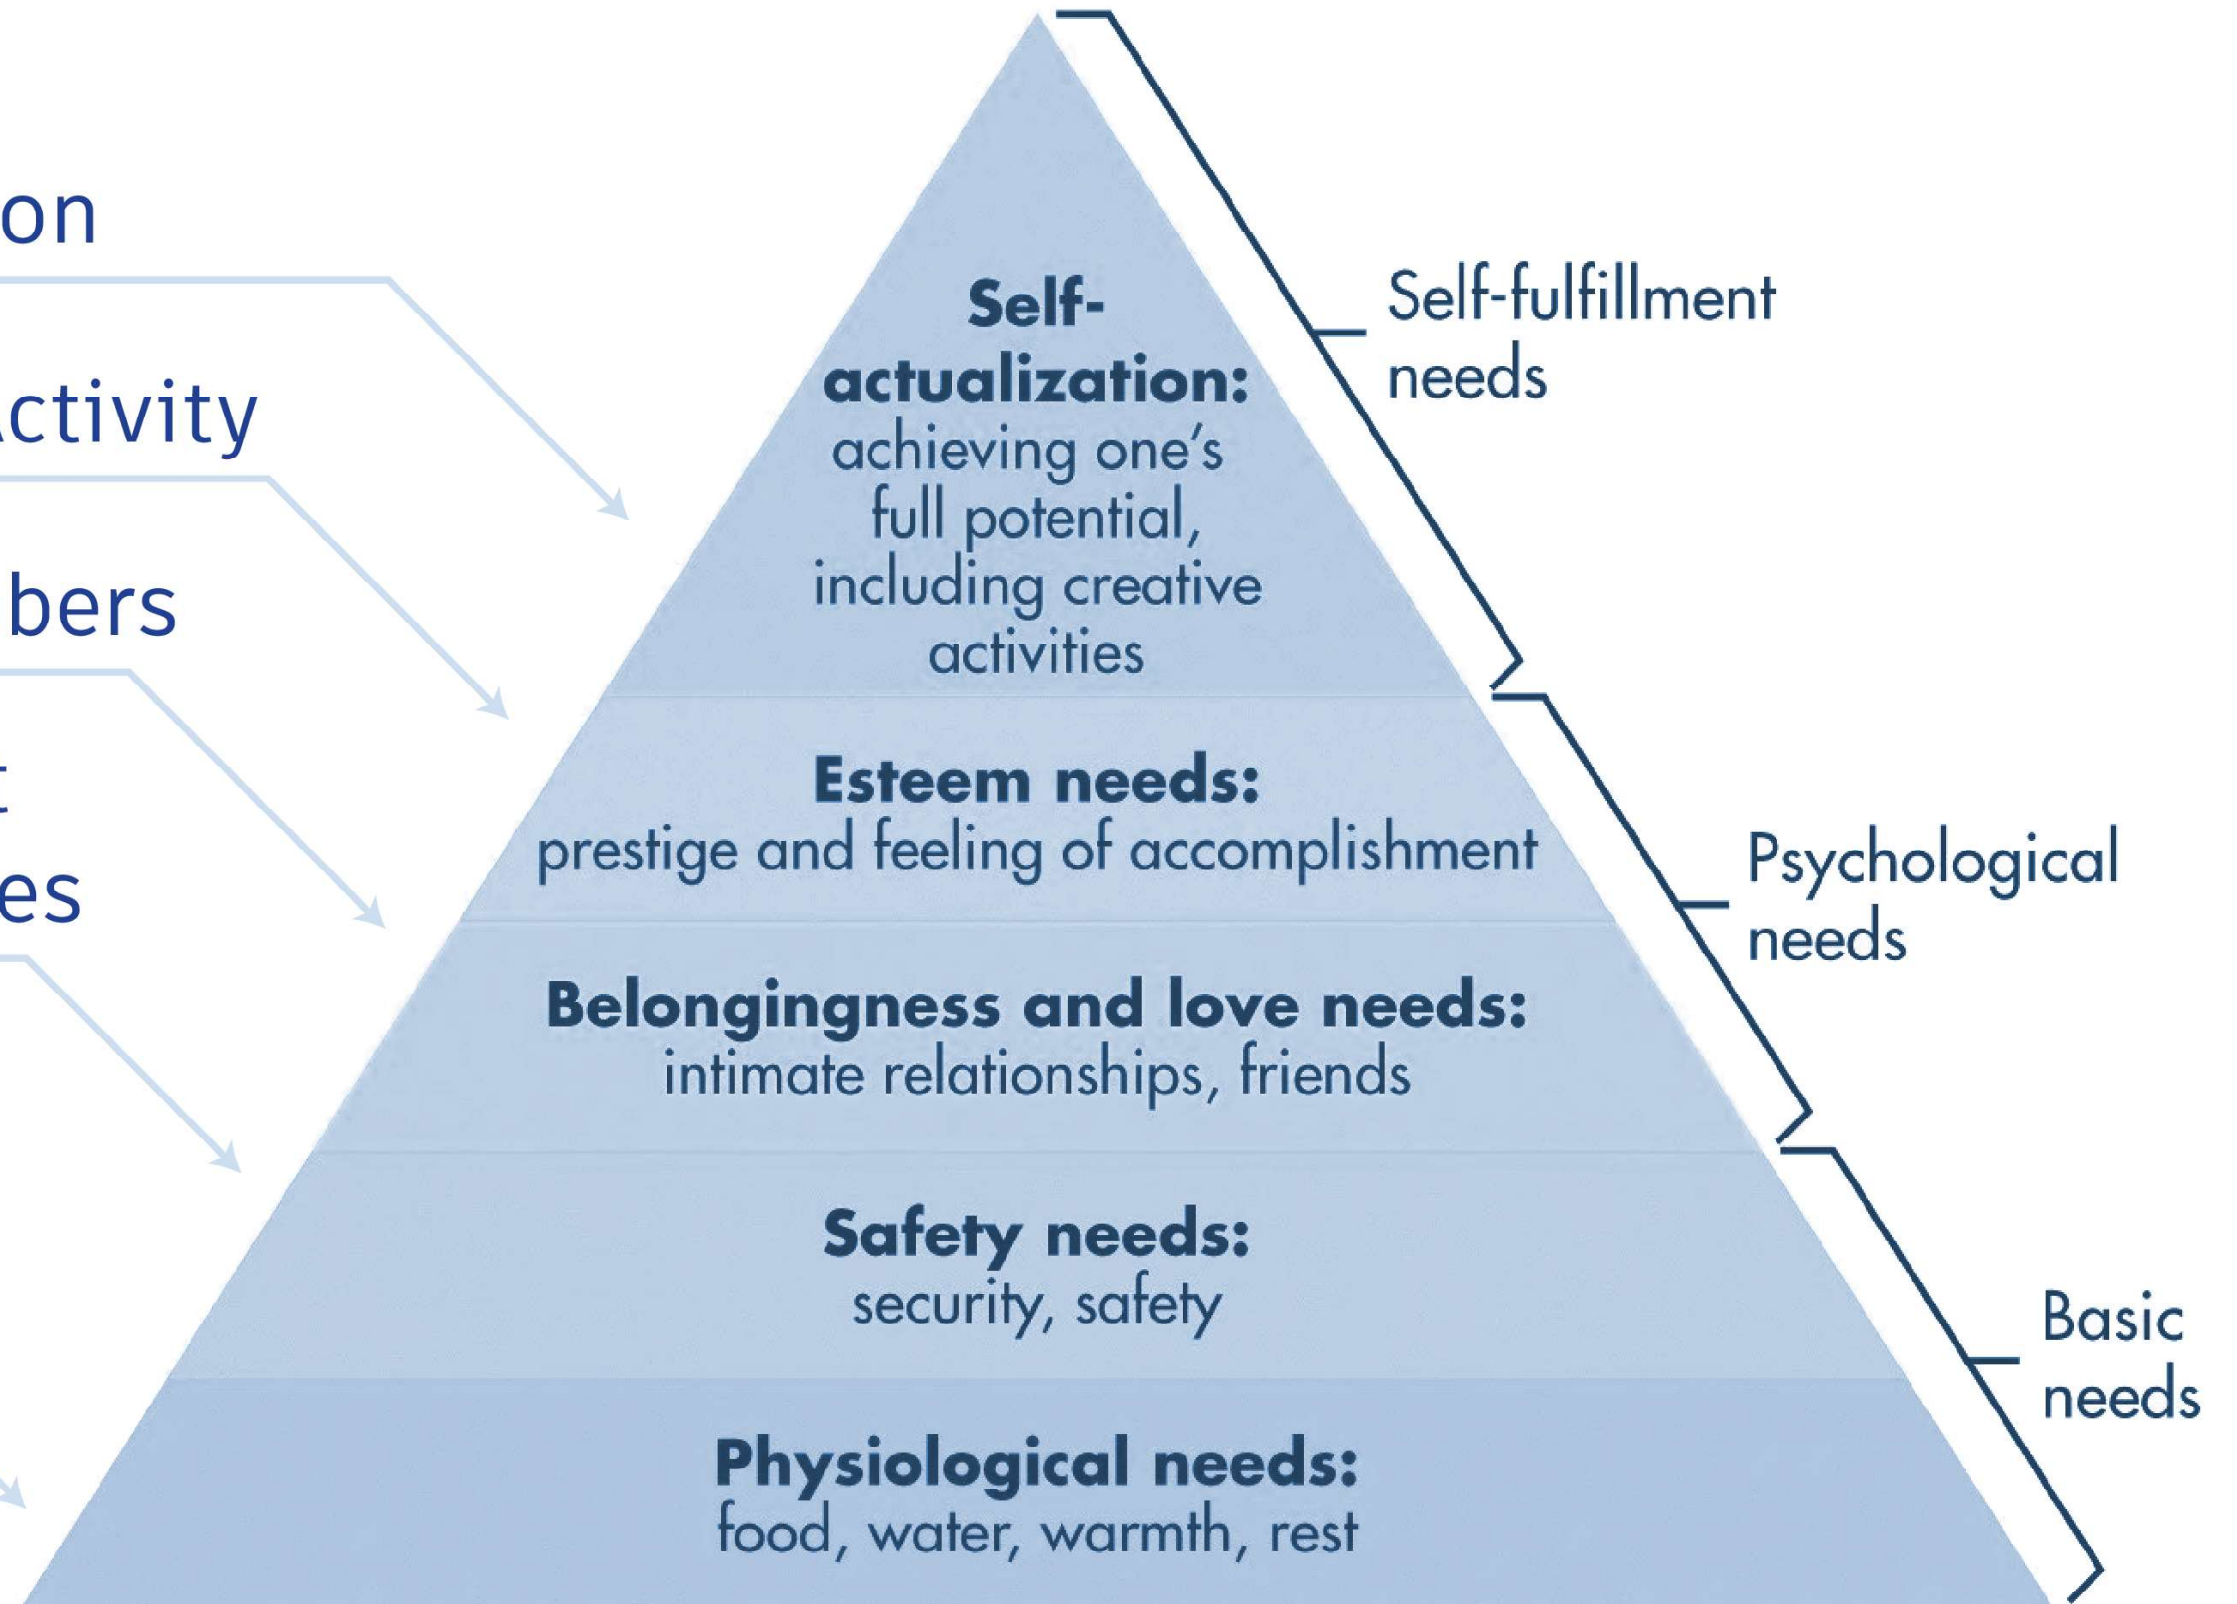 on
ctivity
bers
t
es
Self-
actualization:
achieving one's
full potential,
including creative
activities
Esteem needs:
prestige and feeling of accomplishment
Belongingness and love needs:
intimate relationships, friends
Safety needs:
security, safety
Physiological needs:
food, water, warmth, rest
Self-fulfillment
needs
Psychological
needs
Basic
needs